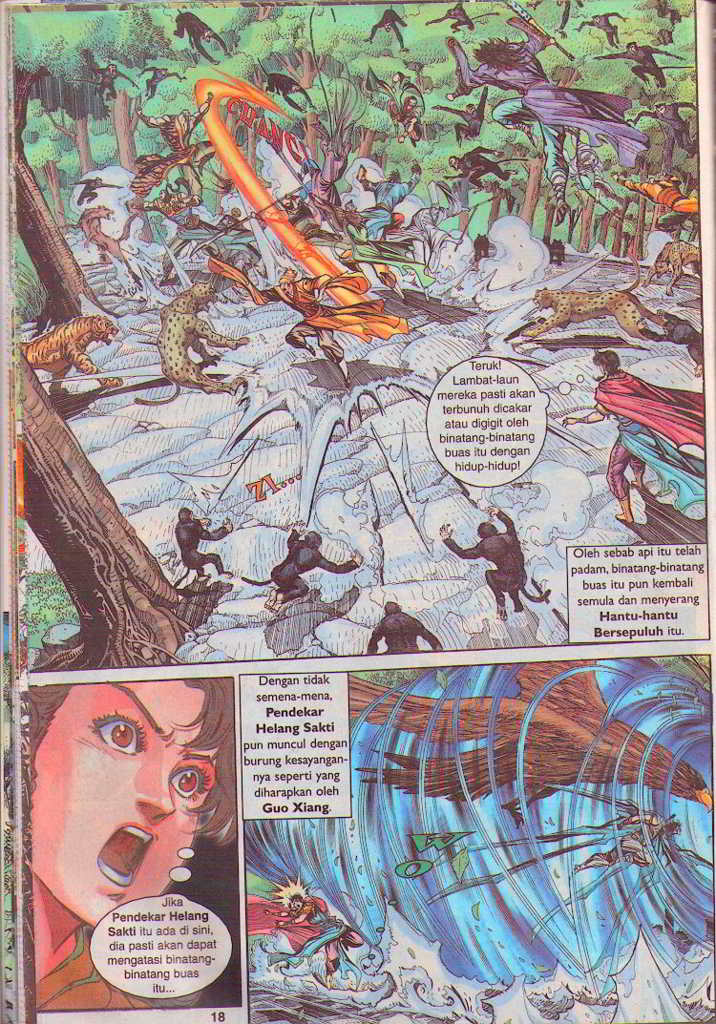 CHANG!
Teruk!
Lambat-laun
mereka pasti akan
terbunuh dicakar
atau digigit oleh
binatang-binatang
buas itu dengan
hidup-hidup!
ZI...
Oleh sebab api itu telah
padam, binatang-binatang
buas itu pun kembali
semula dan menyerang
Hantu-hantu
Bersepuluh itu.
Dengan tidak
semena-mena,
Pendekar
Helang Sakti
pun muncul dengan
burung kesayangan-
nya seperti yang
diharapkan oleh
Guo Xiang.
Jika
Pendekar Helang
Sakti itu ada di sini,
dia pasti akan dapat
mengatasi binatang-
binatang buas
itu...
18